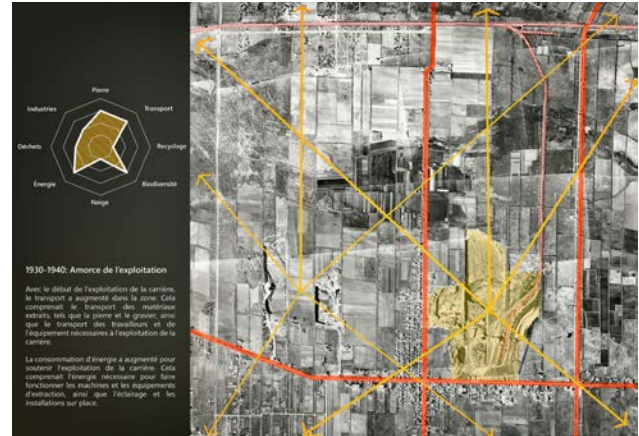 Pierre
Industries
Transport
Déchets
Recyclage
Énergie
Biodiversité
Neige
1930-1940: Amorce de l'exploitation
Avec le début de l'exploitation de la carrière,
le transport a augmenté dans la zone. Cela
comprenait le transport des matériaux
extraits, tels que la pierre et le gravier, ainsi
que le transport des travailleurs et de
l'équipement nécessaires à l'exploitation de la
carrière.
La consommation d'énergie a augmenté pour
soutenir l'exploitation de la carrière. Cela
comprenait l'énergie nécessaire pour faire
fonctionner les machines et les équipements
d'extraction, ainsi que l'éclairage et les
installations sur place.